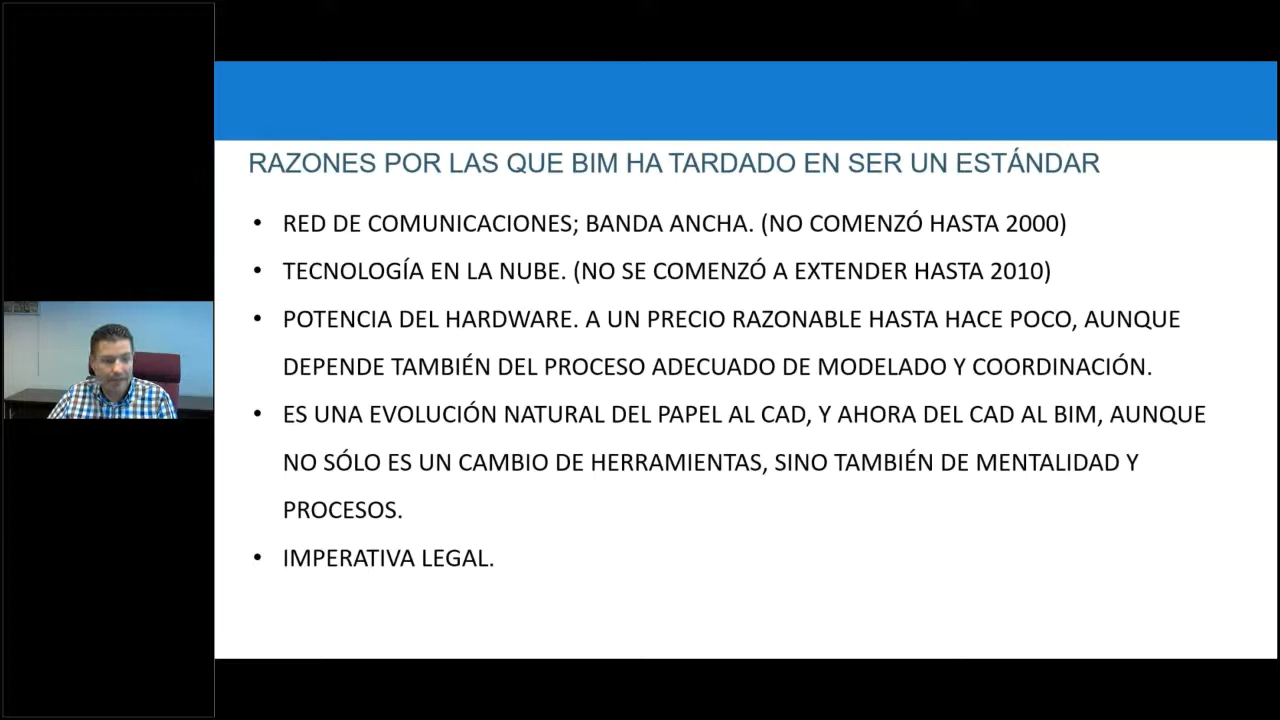 RAZONES POR LAS QUE BIM HA TARDADO EN SER UN ESTÁNDAR
• RED DE COMUNICACIONES; BANDA ANCHA. (NO COMENZÓ HASTA 2000)
• TECNOLOGÍA EN LA NUBE. (NO SE COMENZÓ A EXTENDER HASTA 2010)
• POTENCIA DEL HARDWARE. A UN PRECIO RAZONABLE HASTA HACE POCO, AUNQUE
DEPENDE TAMBIÉN DEL PROCESO ADECUADO DE MODELADO Y COORDINACIÓN.
• ES UNA EVOLUCIÓN NATURAL DEL PAPEL AL CAD, Y AHORA DEL CAD AL BIM, AUNQUE
NO SÓLO ES UN CAMBIO DE HERRAMIENTAS, SINO TAMBIÉN DE MENTALIDAD Y
PROCESOS.
• IMPERATIVA LEGAL.